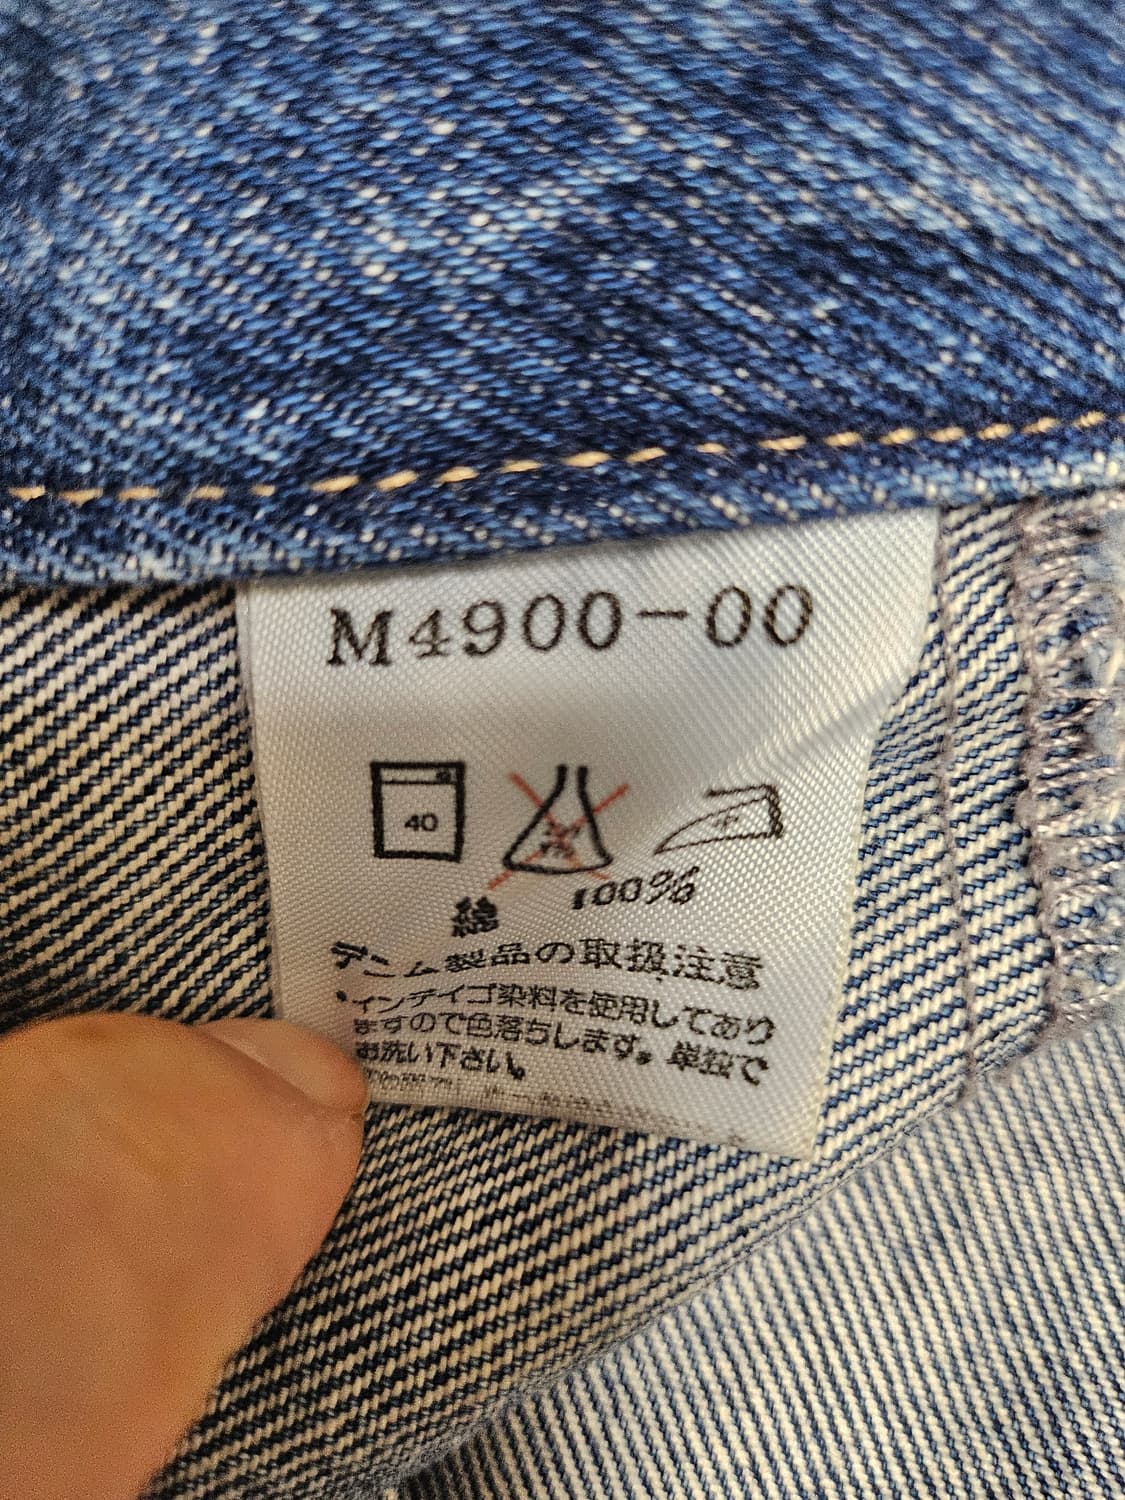 M4900-00
40
綿 100%
デニム製品の取扱注意
・インディゴ染料を使用してあり
ますので色落ちします。単独で
お洗い下さい。